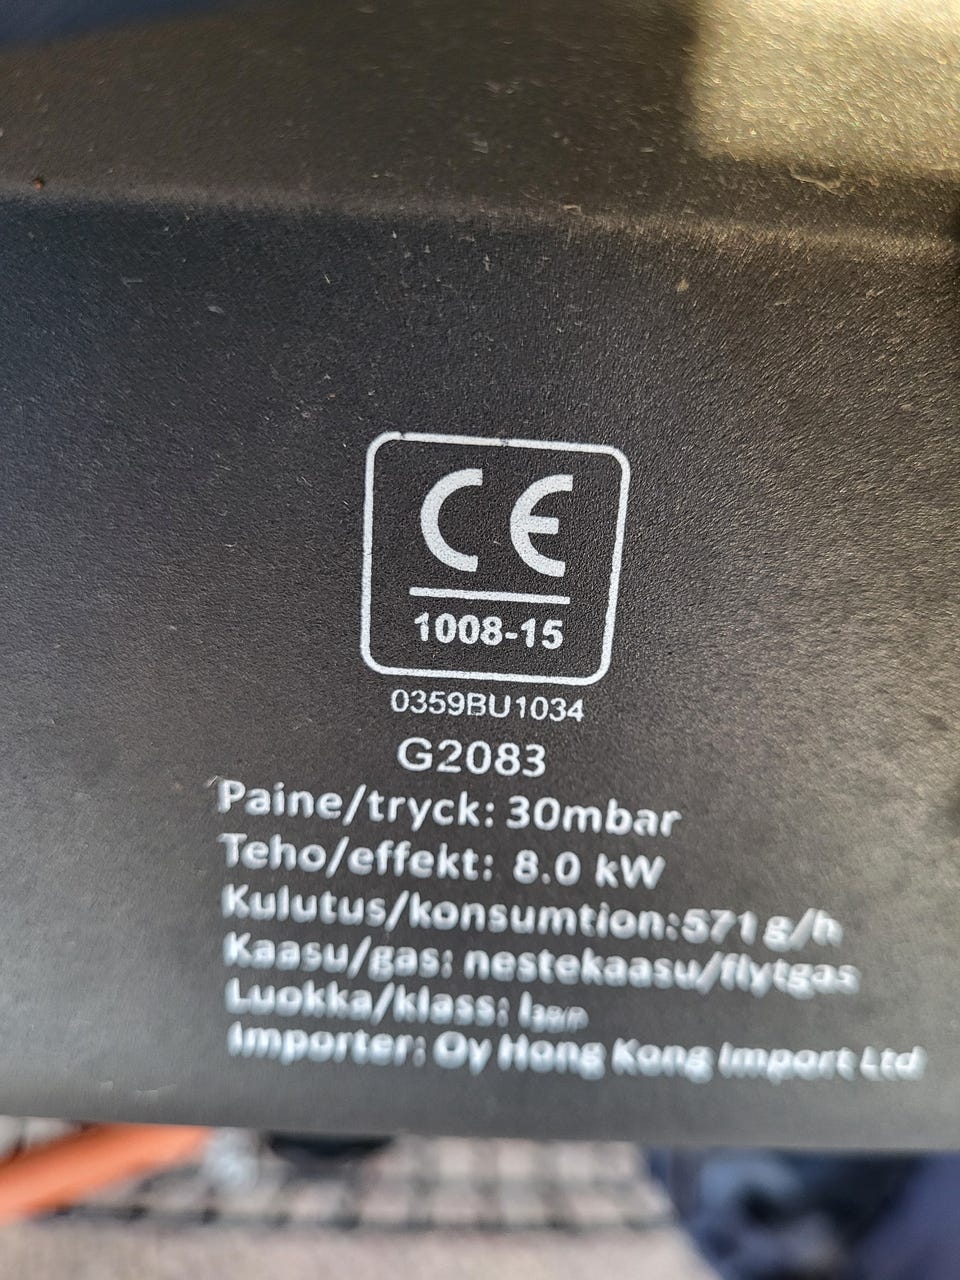 CE
1008-15
0359BU1034
G2083
Paine/tryck: 30mbar
Teho/effekt: 8.0 kW
Kulutus/konsumtion:571 g/h
Kaasu/gas: nestekaasu/flytgas
Luokka/klass: I3B/P
Importer: Oy Hong Kong Import Ltd